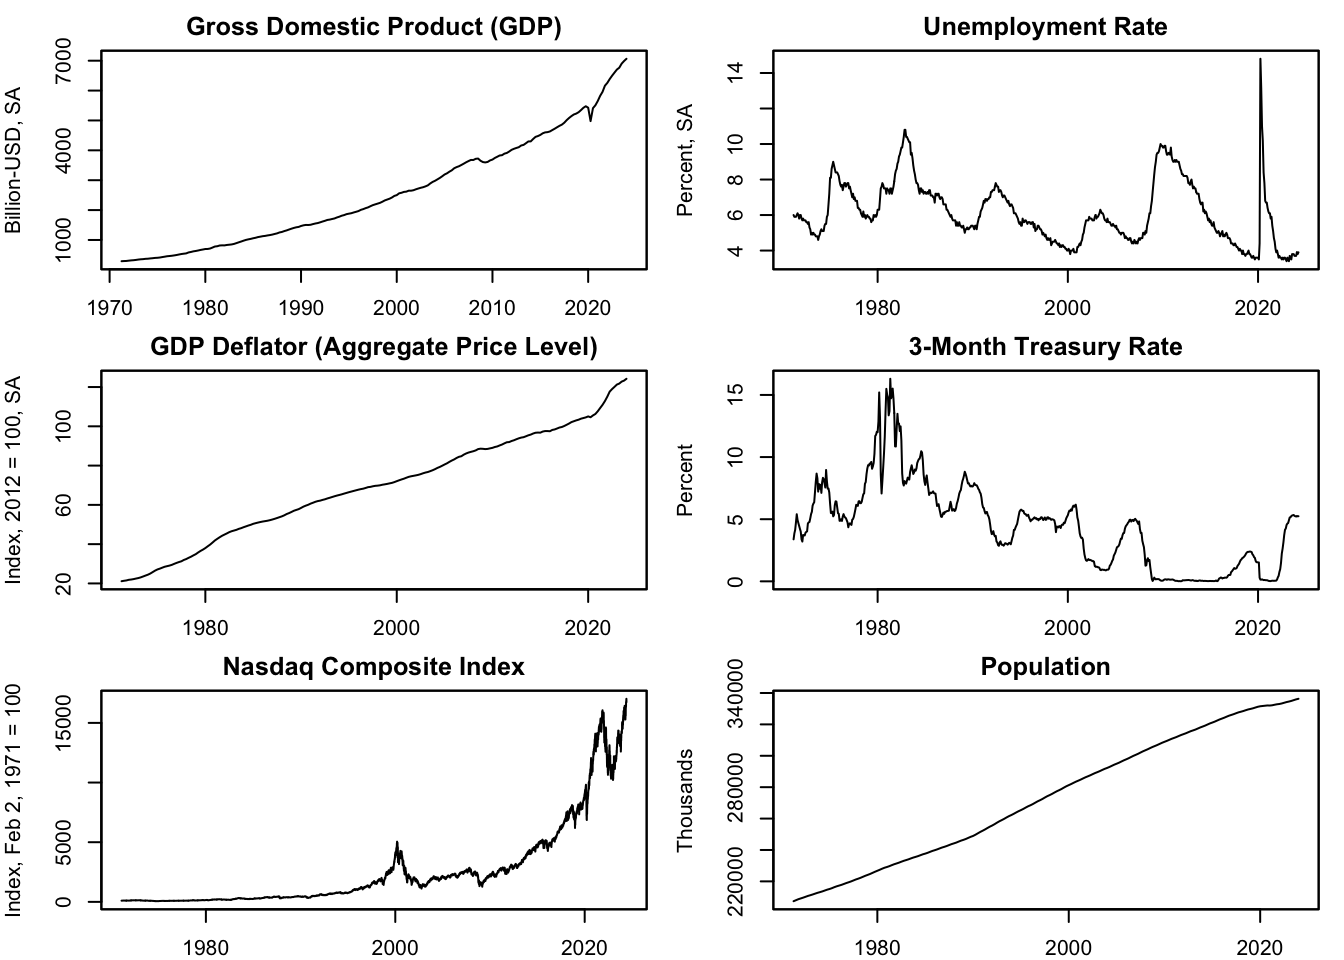 Gross Domestic Product (GDP)
Billion-USD, SA
7000
4000
1000
1970 1980 1990 2000 2010 2020
Unemployment Rate
Percent, SA
14
10
8
6
4
1980 2000 2020
GDP Deflator (Aggregate Price Level)
Index, 2012 = 100, SA
100
60
20
1980 2000 2020
3-Month Treasury Rate
Percent
15
10
5
0
1980 2000 2020
Nasdaq Composite Index
Index, Feb 2, 1971 = 100
15000
5000
0
1980 2000 2020
Population
Thousands
340000
280000
220000
1980 2000 2020